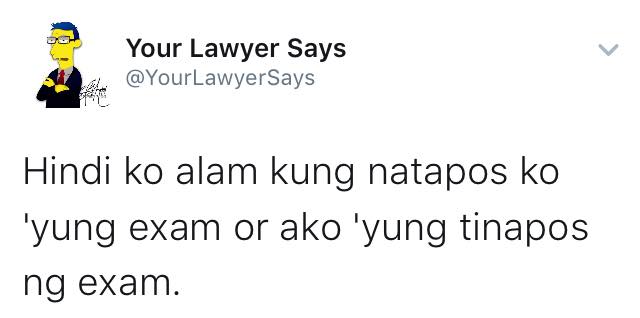 Your Lawyer Says
@YourLawyerSays
Hindi ko alam kung natapos ko
'yung exam or ako 'yung tinapos
ng exam.